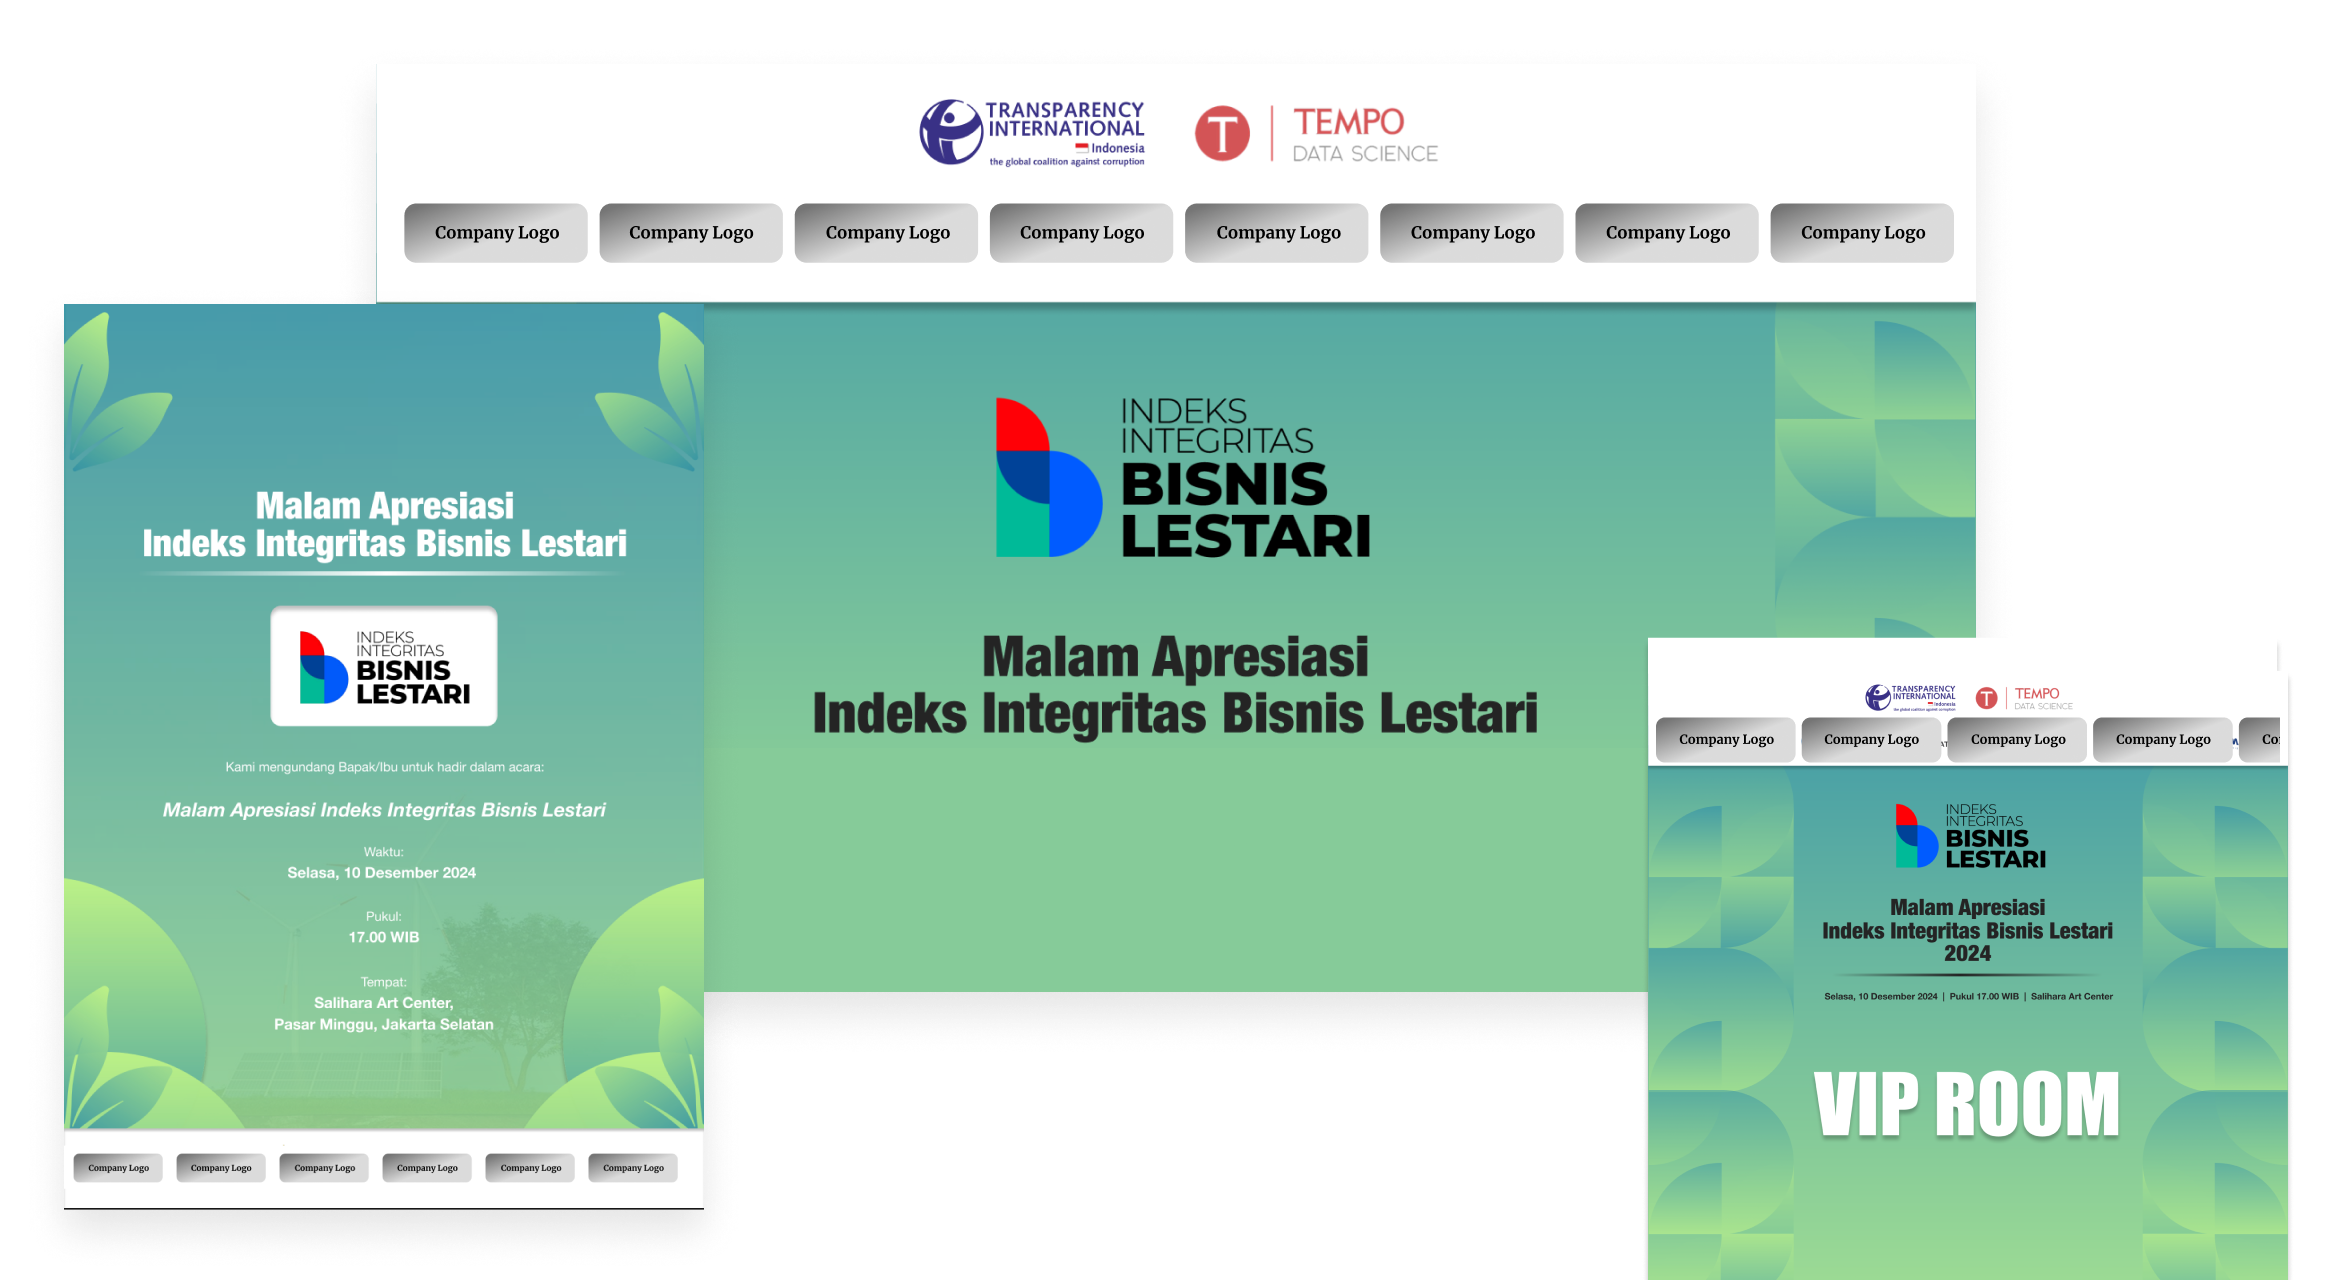 TRANSPARENCY
INTERNATIONAL
Indonesia
the global coalition against corruption
T
TEMPO
DATA SCIENCE
Company Logo
Company Logo
Company Logo
Company Logo
Company Logo
Company Logo
Company Logo
Company Logo
INDEKS
INTEGRITAS
BISNIS
LESTARI
Malam Apresiasi
Indeks Integritas Bisnis Lestari
Malam Apresiasi
Indeks Integritas Bisnis Lestari
INDEKS
INTEGRITAS
BISNIS
LESTARI
Kami mengundang Bapak/Ibu untuk hadir dalam acara:
Malam Apresiasi Indeks Integritas Bisnis Lestari
Waktu:
Selasa, 10 Desember 2024
Pukul:
17.00 WIB
Tempat:
Salihara Art Center,
Pasar Minggu, Jakarta Selatan
Company Logo
Company Logo
Company Logo
Company Logo
Company Logo
Company Logo
TRANSPARENCY
INTERNATIONAL
Indonesia
the global coalition against corruption
T
TEMPO
DATA SCIENCE
Company Logo
Company Logo
Company Logo
Company Logo
INDEKS
INTEGRITAS
BISNIS
LESTARI
Malam Apresiasi
Indeks Integritas Bisnis Lestari
2024
Selasa, 10 Desember 2024 | Pukul 17.00 WIB | Salihara Art Center
VIP ROOM